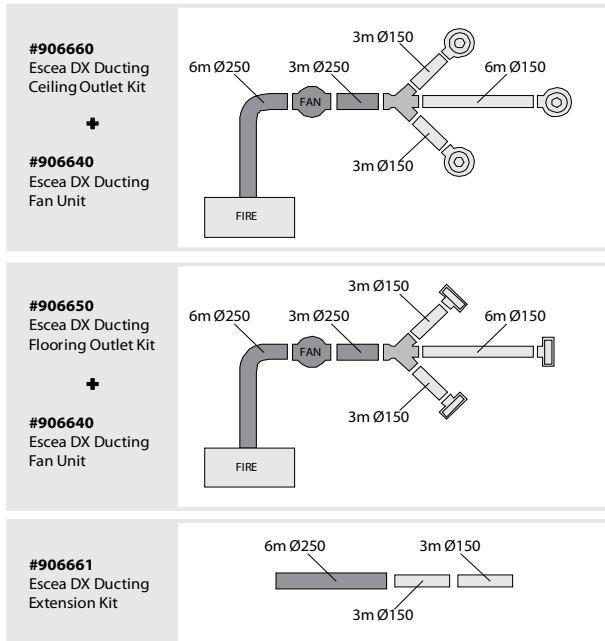 #906660
Escea DX Ducting
Ceiling Outlet Kit
+
#906640
Escea DX Ducting
Fan Unit
3m Ø150
6m Ø250
3m Ø250
6m Ø150
FAN
3m Ø150
FIRE
#906650
Escea DX Ducting
Flooring Outlet Kit
+
#906640
Escea DX Ducting
Fan Unit
3m Ø150
6m Ø250
3m Ø250
6m Ø150
FAN
3m Ø150
FIRE
#906661
Escea DX Ducting
Extension Kit
6m Ø250
3m Ø150
3m Ø150